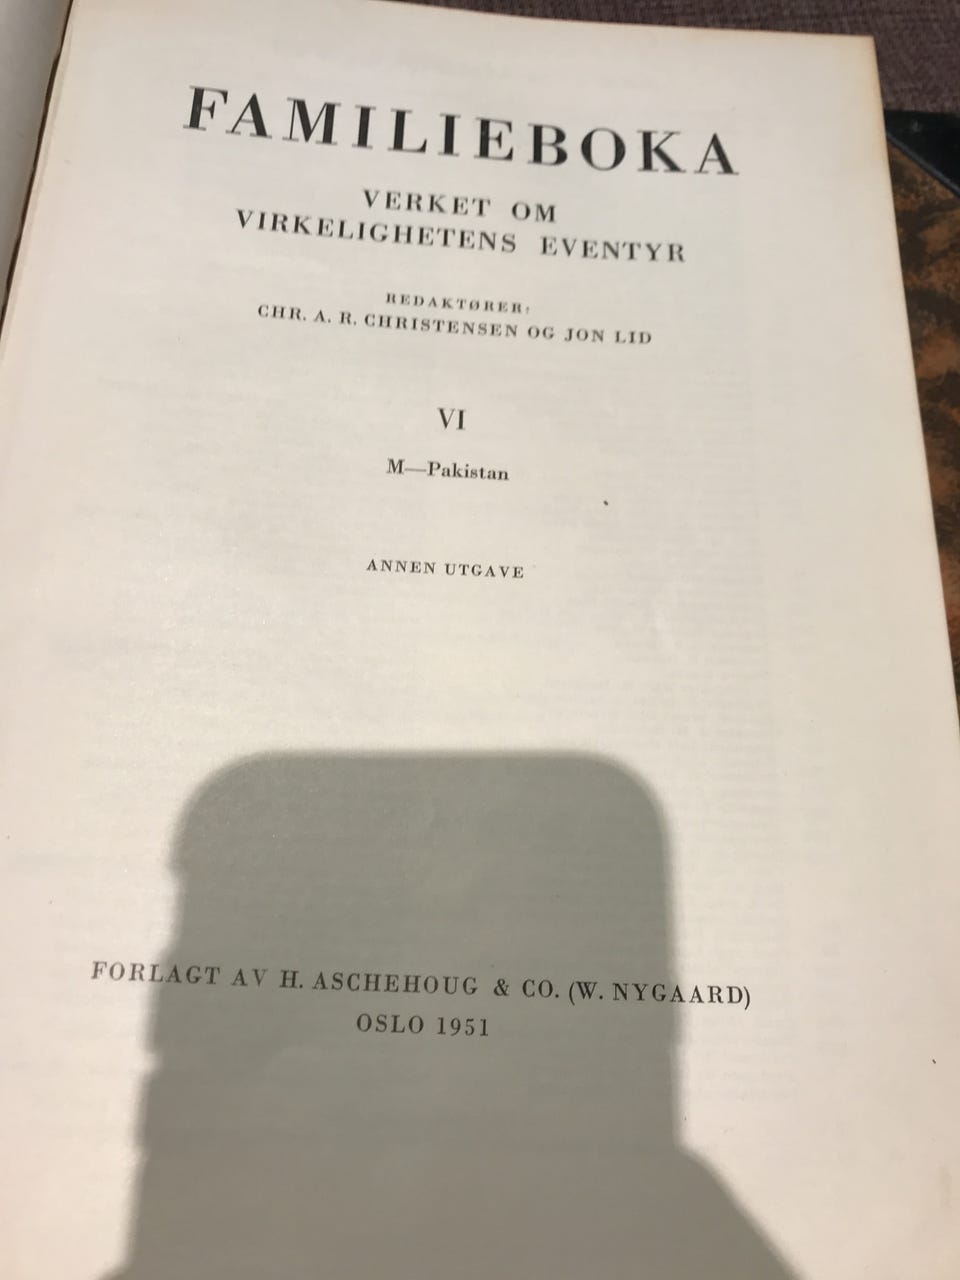 FAMILIEBOKA
VERKET OM
VIRKELIGHETENS EVENTYR
REDAKTØRER:
CHR. A. R. CHRISTENSEN OG JON LID
VI
M—Pakistan
ANNEN UTGAVE
FORLAGT AV H. ASCHEHOUG & CO. (W. NYGAARD)
OSLO 1951